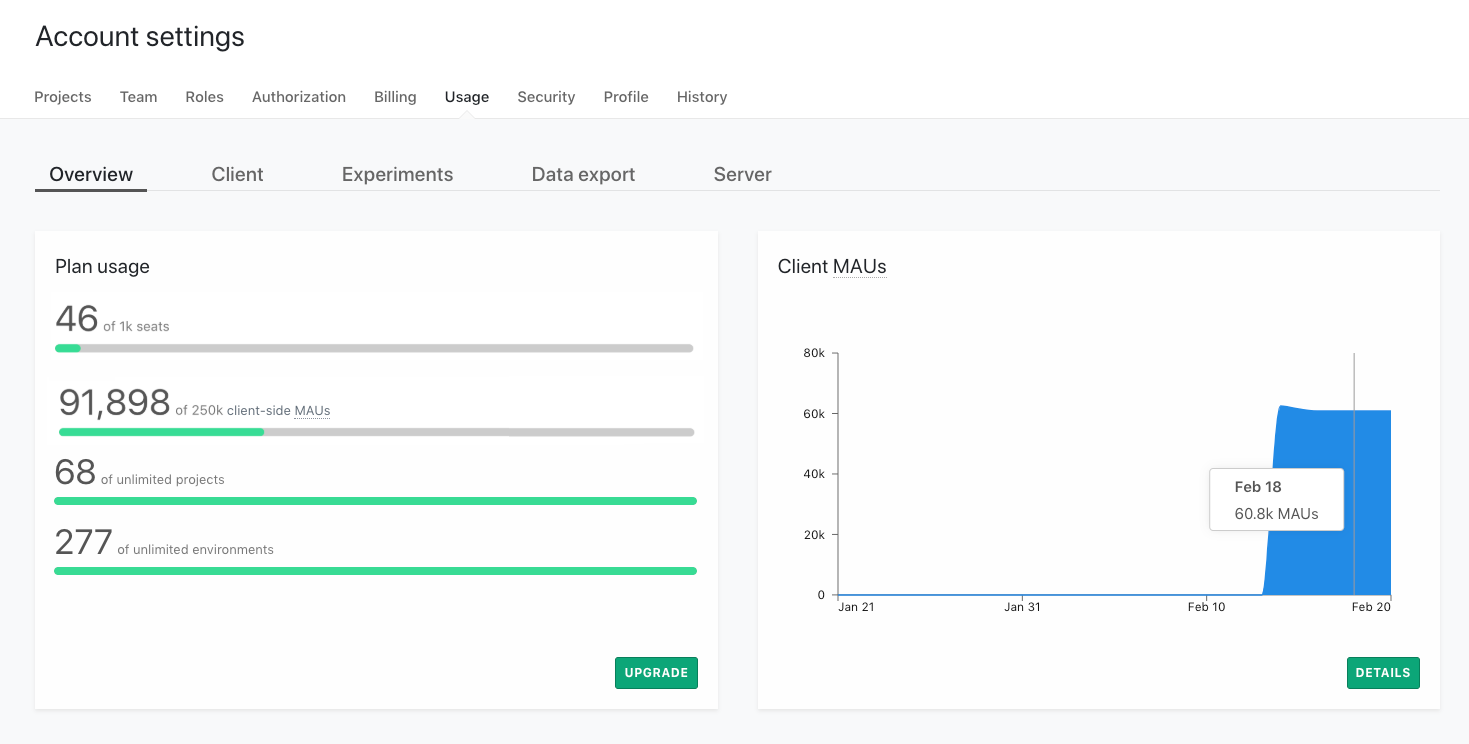 Account settings
Projects Team Roles Authorization Billing Usage Security Profile History
Overview Client Experiments Data export Server
Plan usage
46 of 1k seats
91,898 of 250k client-side MAUs
68 of unlimited projects
277 of unlimited environments
UPGRADE
Client MAUs
80k
60k
40k
20k
0
Jan 21 Jan 31 Feb 10 Feb 20
Feb 18
60.8k MAUs
DETAILS